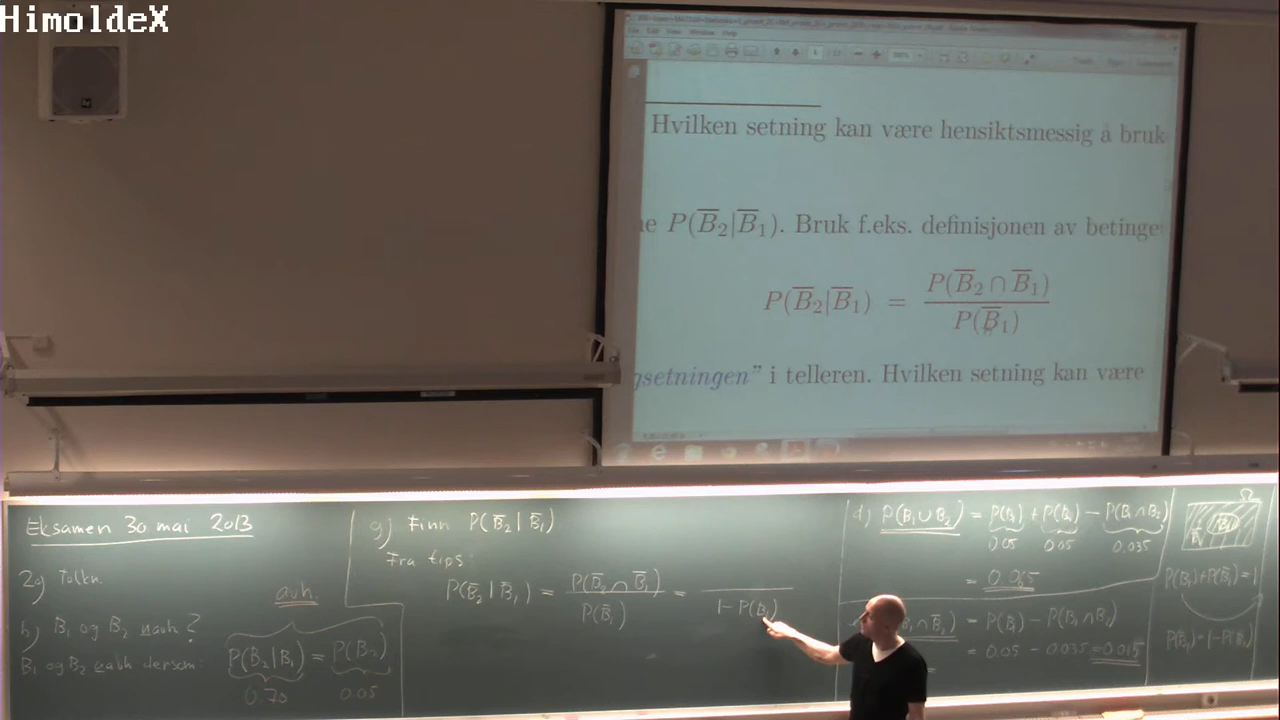 HimoldeX
Hvilken setning kan være hensiktsmessig å bruk
ne P(B̅₂|B̅₁). Bruk f.eks. definisjonen av betinget
P(B̅₂|B̅₁) = P(B̅₂ ∩ B̅₁) / P(B̅₁)
gsetningen" i telleren. Hvilken setning kan være
Eksamen 30 mai 2013
2g) Tolkn.
h) B₁ og B₂ uavh?
B₁ og B₂ uavh dersom:
avh.
P(B₂|B₁) = P(B₂)
0.70 0.05
g) Finn P(B̅₂|B̅₁)
Fra tips:
P(B̅₂|B̅₁) = P(B̅₂ ∩ B̅₁) / P(B̅₁) =
1 - P(B₁)
d) P(B₁ ∪ B₂) = P(B₁) + P(B₂) - P(B₁ ∩ B₂)
0.05 0.05 0.035
= 0.065
= P(B₁) - P(B₁ ∩ B₂)
= 0.05 - 0.035 = 0.015
P(B₁) + P(B̅₁) = 1
P(B̅₁) = 1 - P(B₁)